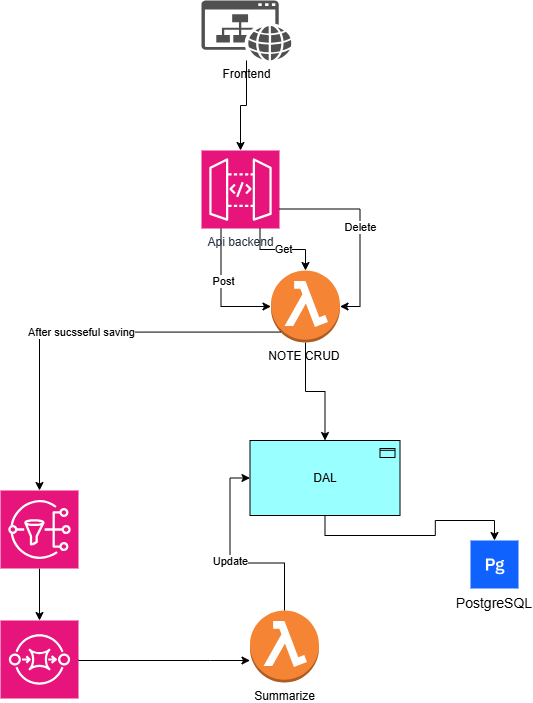 Frontend
Api backend
Delete
Get
Post
After sucsseful saving
NOTE CRUD
DAL
Update
Pg
PostgreSQL
Summarize